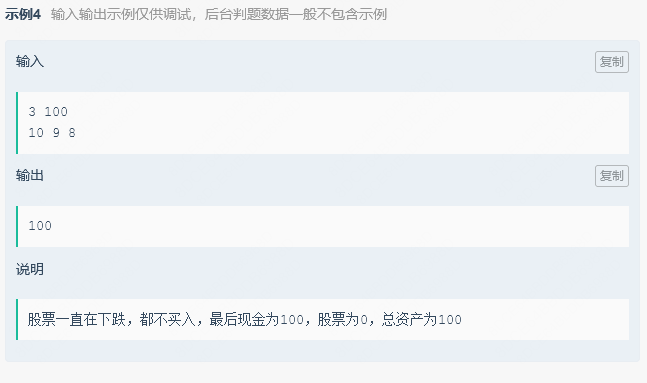 示例4 输入输出示例仅供调试，后台判题数据一般不包含示例
输入
复制
3 100
10 9 8
输出
复制
100
说明
股票一直在下跌，都不买入，最后现金为100，股票为0，总资产为100